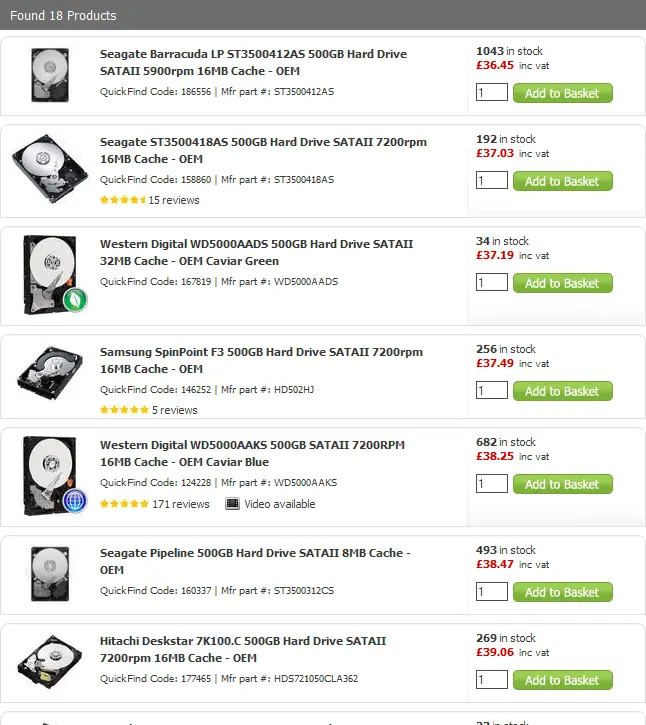 Found 18 Products
Seagate Barracuda LP ST3500412AS 500GB Hard Drive
SATAII 5900rpm 16MB Cache - OEM
QuickFind Code: 186556 | Mfr part #: ST3500412AS
1043 in stock
£36.45 inc vat
1 Add to Basket
Seagate ST3500418AS 500GB Hard Drive SATAII 7200rpm
16MB Cache - OEM
QuickFind Code: 158860 | Mfr part #: ST3500418AS
15 reviews
192 in stock
£37.03 inc vat
1 Add to Basket
Western Digital WD5000AADS 500GB Hard Drive SATAII
32MB Cache - OEM Caviar Green
QuickFind Code: 167819 | Mfr part #: WD5000AADS
34 in stock
£37.19 inc vat
1 Add to Basket
Samsung SpinPoint F3 500GB Hard Drive SATAII 7200rpm
16MB Cache - OEM
QuickFind Code: 146252 | Mfr part #: HD502HJ
5 reviews
256 in stock
£37.49 inc vat
1 Add to Basket
Western Digital WD5000AAKS 500GB SATAII 7200RPM
16MB Cache - OEM Caviar Blue
QuickFind Code: 124228 | Mfr part #: WD5000AAKS
171 reviews Video available
682 in stock
£38.25 inc vat
1 Add to Basket
Seagate Pipeline 500GB Hard Drive SATAII 8MB Cache -
OEM
QuickFind Code: 160337 | Mfr part #: ST3500312CS
493 in stock
£38.47 inc vat
1 Add to Basket
Hitachi Deskstar 7K100.C 500GB Hard Drive SATAII
7200rpm 16MB Cache - OEM
QuickFind Code: 177465 | Mfr part #: HDS721050CLA362
269 in stock
£39.06 inc vat
1 Add to Basket